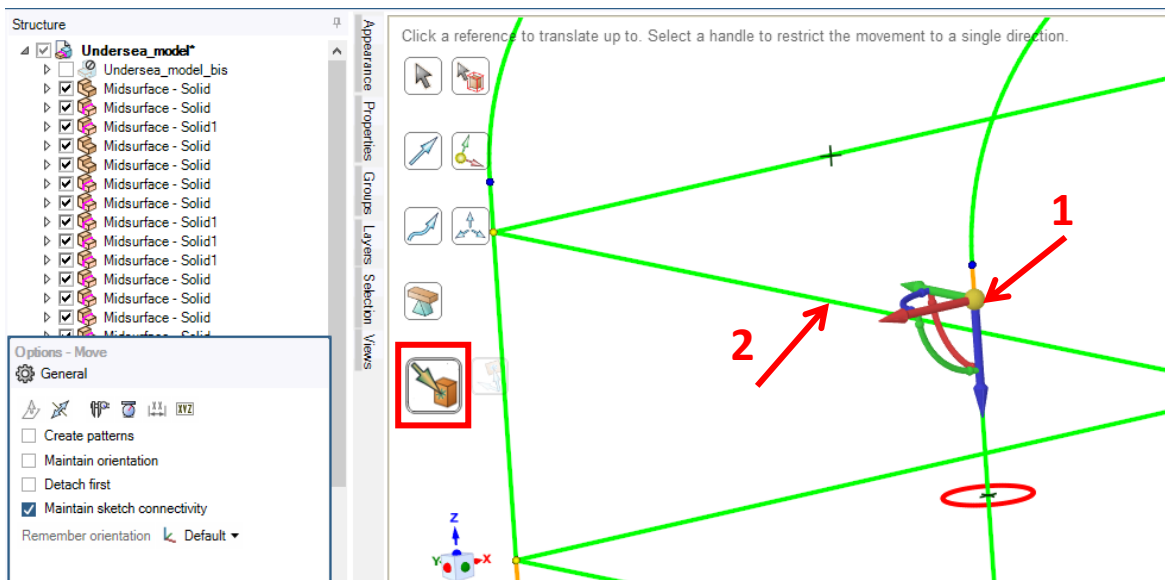 Structure
Undersea_model*
Undersea_model_bis
Midsurface - Solid
Midsurface - Solid
Midsurface - Solid1
Midsurface - Solid
Midsurface - Solid
Midsurface - Solid
Midsurface - Solid
Midsurface - Solid1
Midsurface - Solid1
Midsurface - Solid1
Midsurface - Solid
Midsurface - Solid
Midsurface - Solid
Options - Move
General
XYZ
Create patterns
Maintain orientation
Detach first
Maintain sketch connectivity
Remember orientation Default
Appearance
Properties
Groups
Layers
Selection
Views
Click a reference to translate up to. Select a handle to restrict the movement to a single direction.
1
2
Z
Y
X